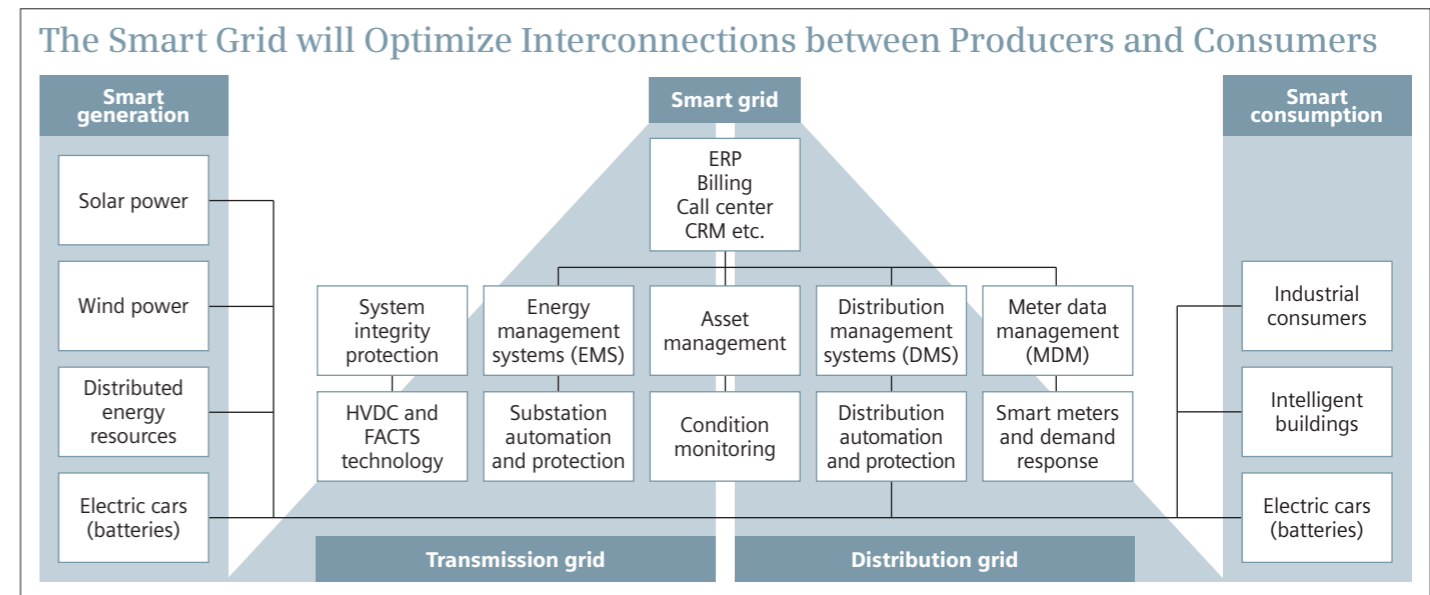 The Smart Grid will Optimize Interconnections between Producers and Consumers
Smart
generation
Solar power
Wind power
Distributed
energy
resources
Electric cars
(batteries)
Smart grid
ERP
Billing
Call center
CRM etc.
System
integrity
protection
Energy
management
systems (EMS)
Asset
management
Distribution
management
systems (DMS)
Meter data
management
(MDM)
HVDC and
FACTS
technology
Substation
automation
and protection
Condition
monitoring
Distribution
automation
and protection
Smart meters
and demand
response
Transmission grid
Distribution grid
Smart
consumption
Industrial
consumers
Intelligent
buildings
Electric cars
(batteries)